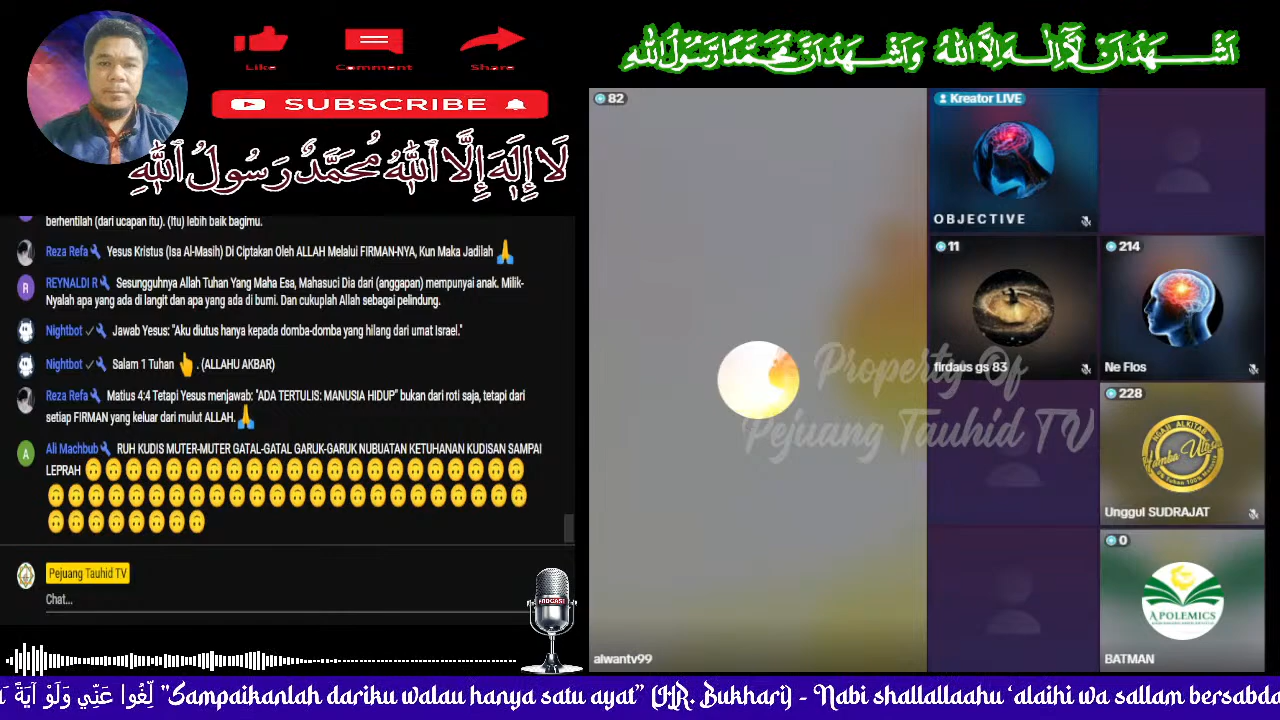 Like
Comment
Share
SUBSCRIBE
لَا إِلَهَ إِلَّا اللَّهُ مُحَمَّدٌ رَسُولُ اللَّهِ
berhentilah (dari ucapan itu). (Itu) lebih baik bagimu.
Reza Refa Yesus Kristus (Isa Al-Masih) Di Ciptakan Oleh ALLAH Melalui FIRMAN-NYA, Kun Maka Jadilah 🙏
R
REYNALDI R Sesungguhnya Allah Tuhan Yang Maha Esa, Mahasuci Dia dari (anggapan) mempunyai anak. Milik-
Nyalah apa yang ada di langit dan apa yang ada di bumi. Dan cukuplah Allah sebagai pelindung.
Nightbot ✓ Jawab Yesus: "Aku diutus hanya kepada domba-domba yang hilang dari umat Israel."
Nightbot ✓ Salam 1 Tuhan 👆 . (ALLAHU AKBAR)
Reza Refa Matius 4:4 Tetapi Yesus menjawab: "ADA TERTULIS: MANUSIA HIDUP" bukan dari roti saja, tetapi dari
setiap FIRMAN yang keluar dari mulut ALLAH. 🙏
A
Ali Machbub RUH KUDIS MUTER-MUTER GATAL-GATAL GARUK-GARUK NUBUATAN KETUHANAN KUDISAN SAMPAI
LEPRAH 🙃🙃🙃🙃🙃🙃🙃🙃🙃🙃🙃🙃🙃🙃🙃🙃🙃🙃🙃🙃🙃🙃
🙃🙃🙃🙃🙃🙃🙃🙃🙃🙃🙃🙃🙃🙃🙃🙃🙃🙃🙃🙃🙃🙃🙃🙃
🙃🙃🙃🙃🙃🙃🙃🙃
Pejuang Tauhid TV
Chat...
PODCAST
اَشْهَدُ اَنْ لَآ اِلٰهَ اِلَّا اللهُ وَاَشْهَدُ اَنَّ مُحَمَّدًا رَّسُوْلُ اللهِ
82
alwantv99
Kreator LIVE
OBJECTIVE
11
firdaus gs 83
214
Ne Flos
Property Of
Pejuang Tauhid TV
228
NGAJI ALKITAB
Unggul SUDRAJAT
0
APOLEMICS
BATMAN
لِّغُوا عَنِّي وَلَوْ آيَةً "Sampaikanlah dariku walau hanya satu ayat" (HR. Bukhari) - Nabi shallallaahu 'alaihi wa sallam bersabda